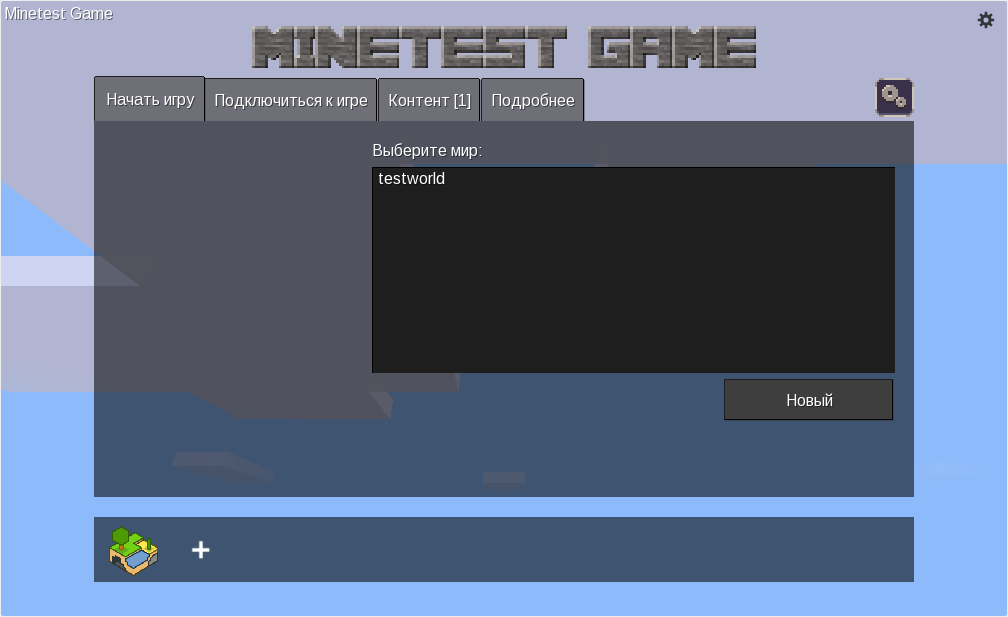 Minetest Game
MINETEST GAME
Начать игру
Подключиться к игре
Контент [1]
Подробнее
Выберите мир:
testworld
Новый